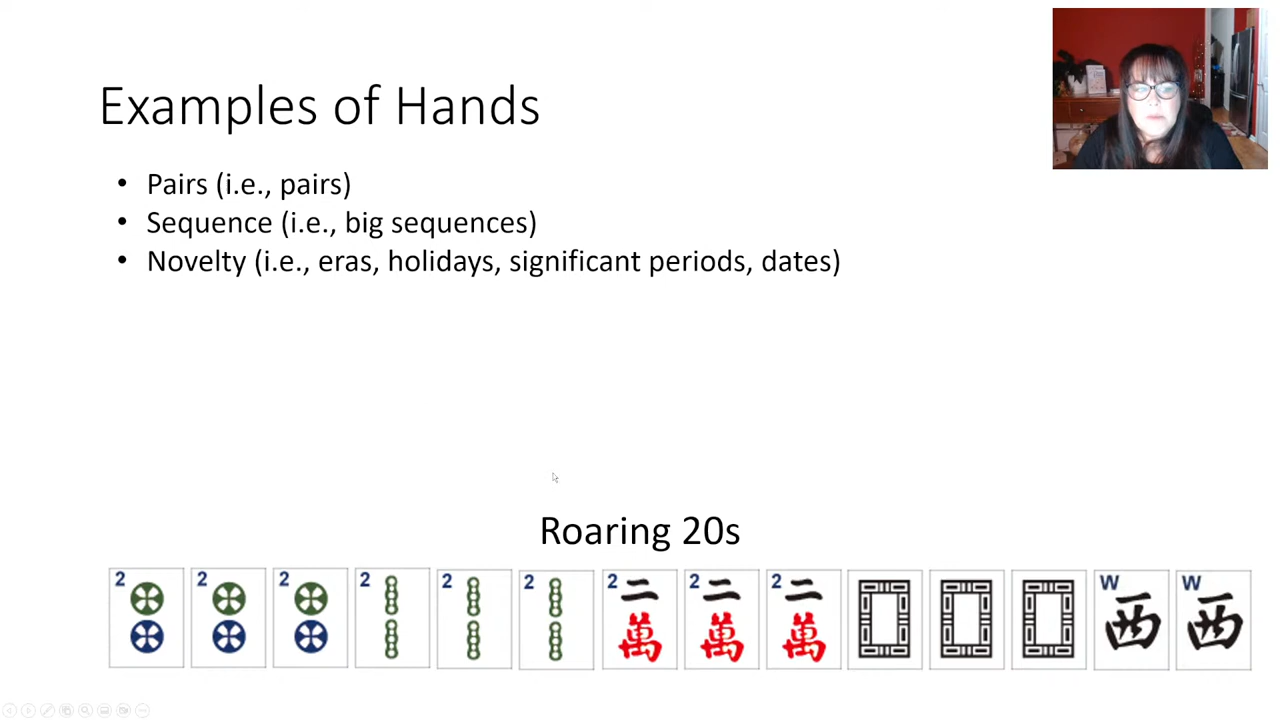 Examples of Hands
• Pairs (i.e., pairs)
• Sequence (i.e., big sequences)
• Novelty (i.e., eras, holidays, significant periods, dates)
Roaring 20s
2 2 2 2 2 2 2 2 2 W W
二 二 二 西 西
萬 萬 萬